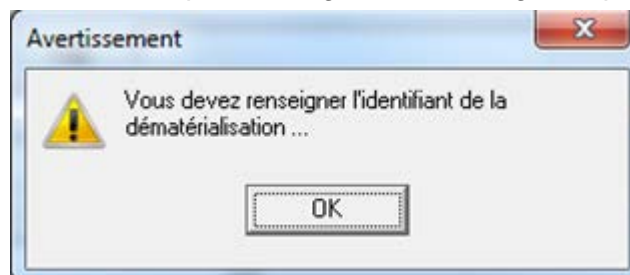 Avertissement
Vous devez renseigner l'identifiant de la
dématérialisation ...
OK